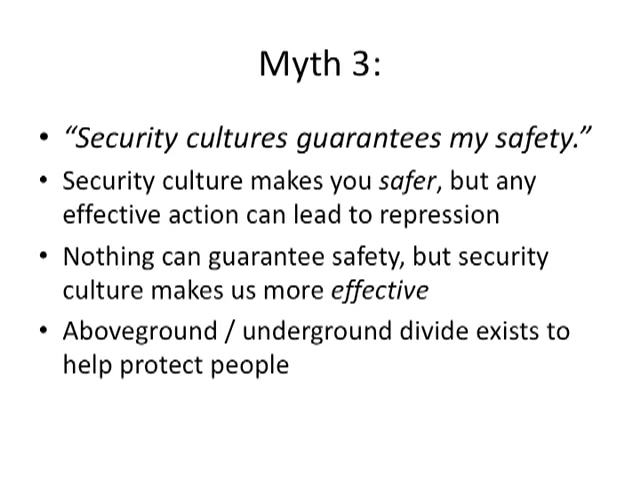 Myth 3:
• “Security cultures guarantees my safety.”
• Security culture makes you safer, but any
effective action can lead to repression
• Nothing can guarantee safety, but security
culture makes us more effective
• Aboveground / underground divide exists to
help protect people